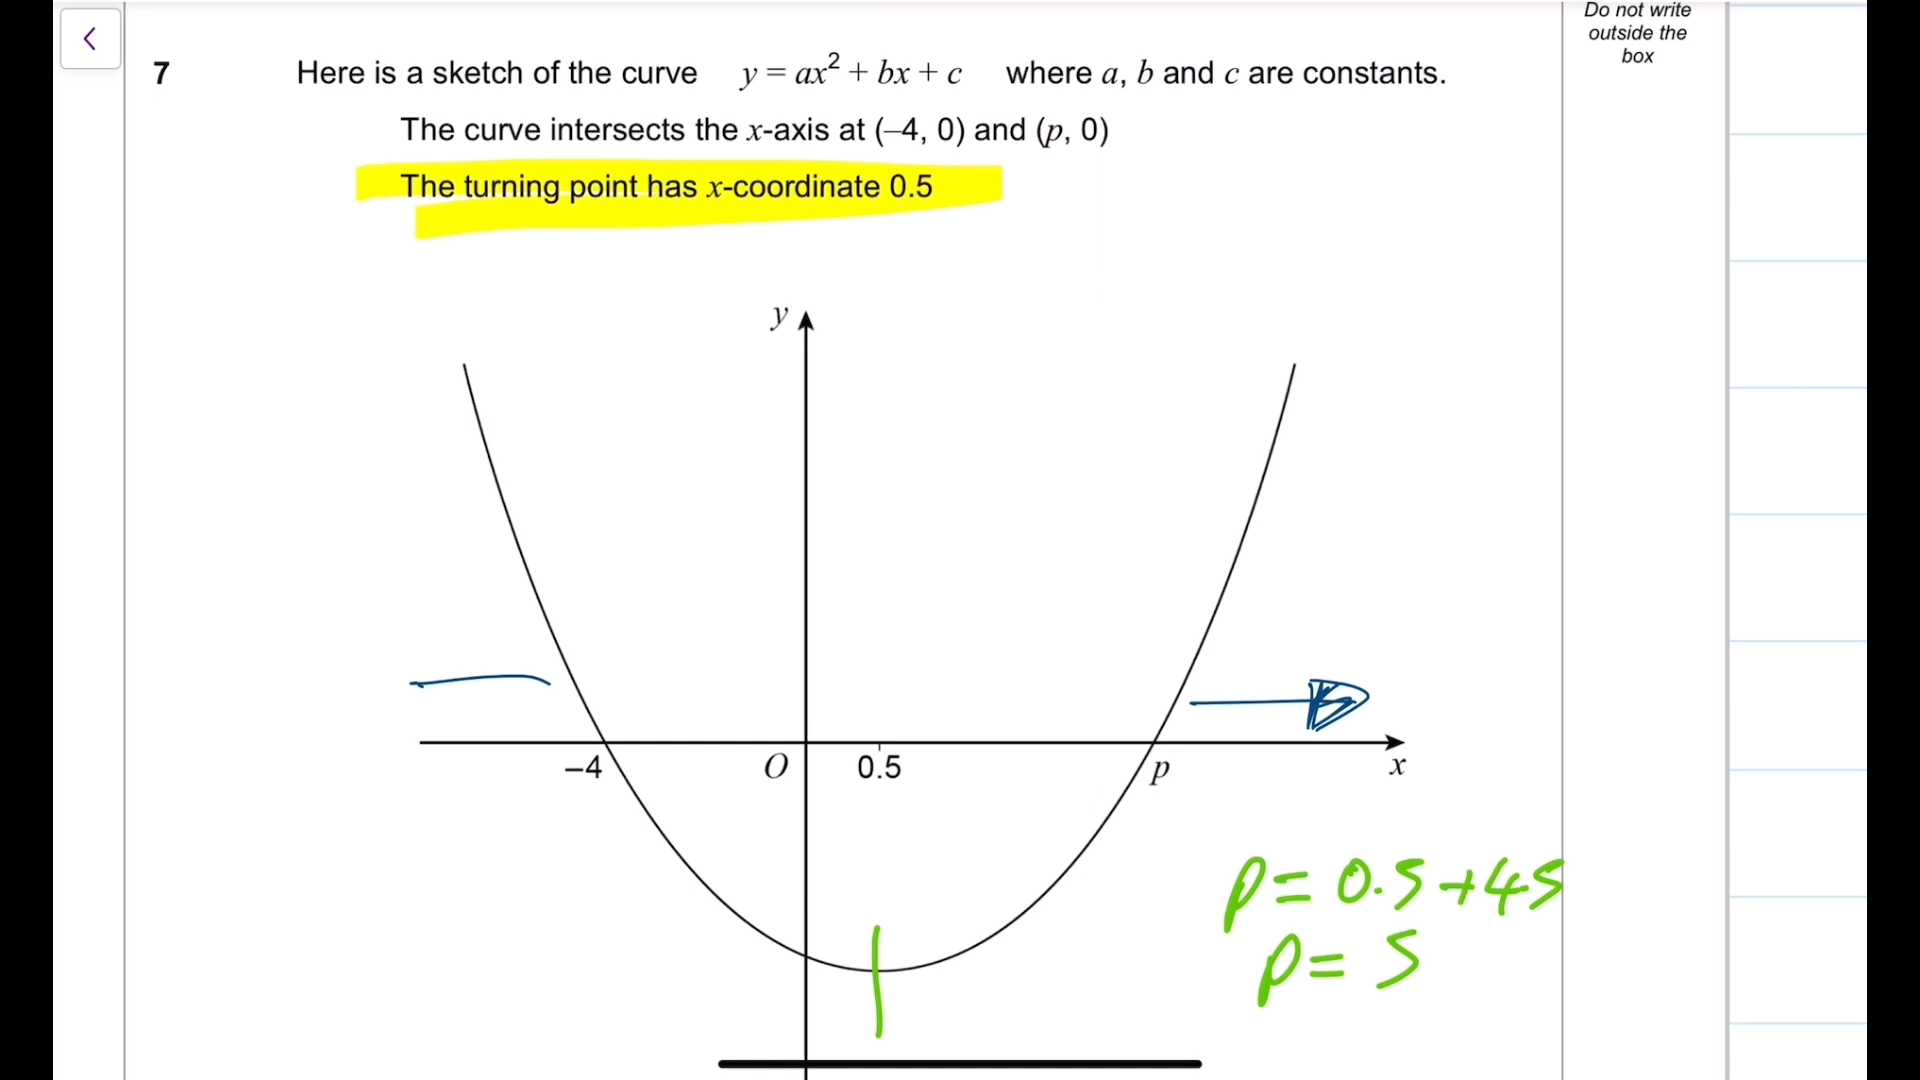 Do not write
outside the
box
7 Here is a sketch of the curve y = ax² + bx + c where a, b and c are constants.
The curve intersects the x-axis at (–4, 0) and (p, 0)
The turning point has x-coordinate 0.5
y
–4 O 0.5 p x
p = 0.5 + 4.5
p = 5